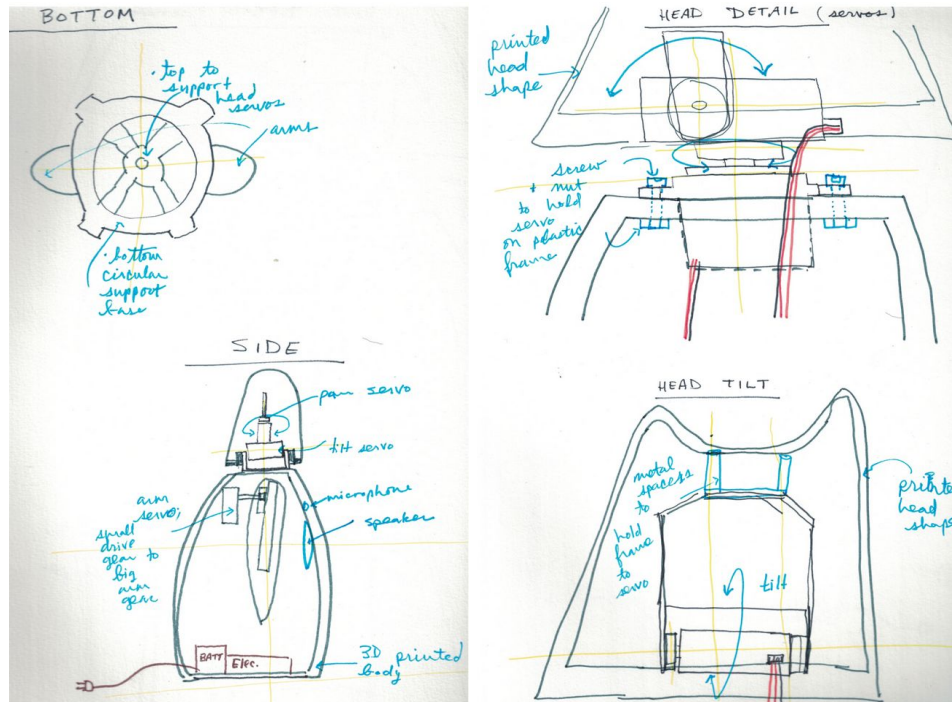 BOTTOM
· top to
support
head
servos
arms
· bottom
circular
support
base
HEAD DETAIL (servos)
printed
head
shape
screw
+ nut
to hold
servo
on plastic
frame
SIDE
pan servo
tilt servo
microphone
speaker
arm
servo;
small
drive
gear to
big
arm
gear
BATT
Elec.
3D printed
body
HEAD TILT
metal
spacess
to
hold
frame
to
servo
tilt
printed
head
shape